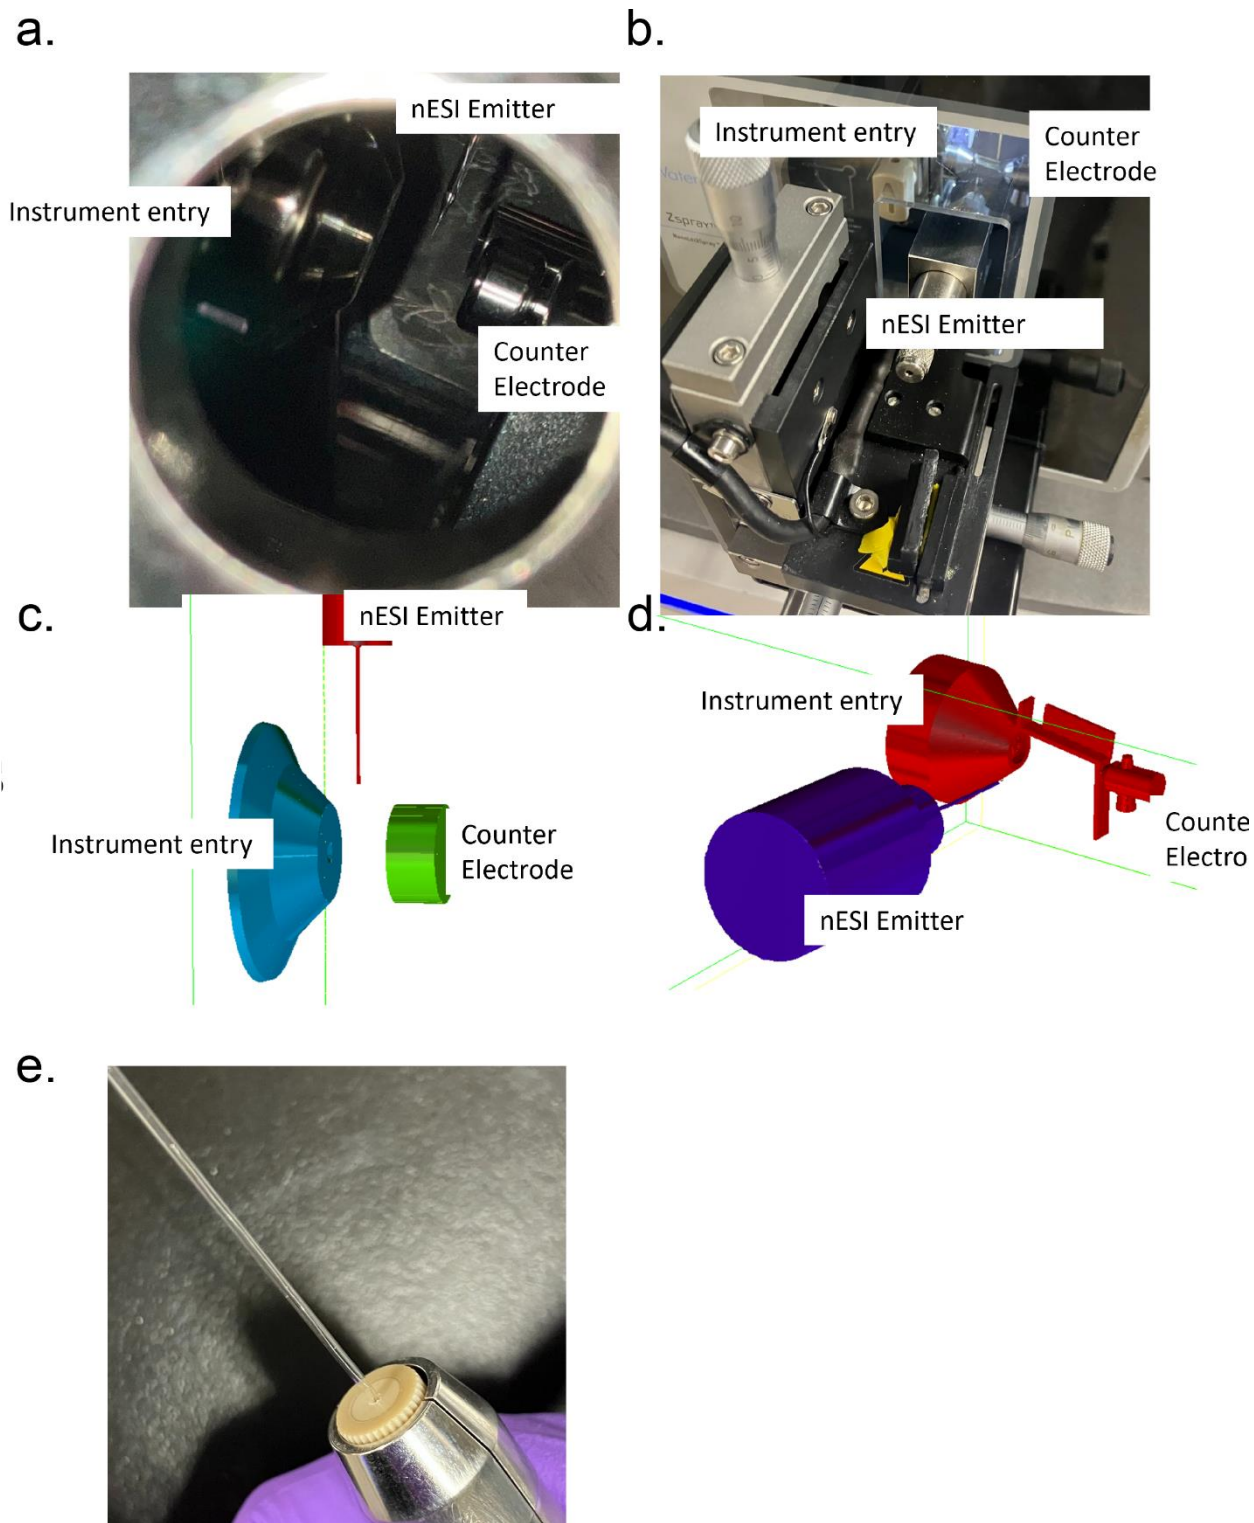 a.
nESI Emitter
Instrument entry
Counter
Electrode
b.
Instrument entry
Counter
Electrode
Zspray
nESI Emitter
c.
nESI Emitter
Instrument entry
Counter
Electrode
d.
Instrument entry
Counte
Electro
nESI Emitter
e.